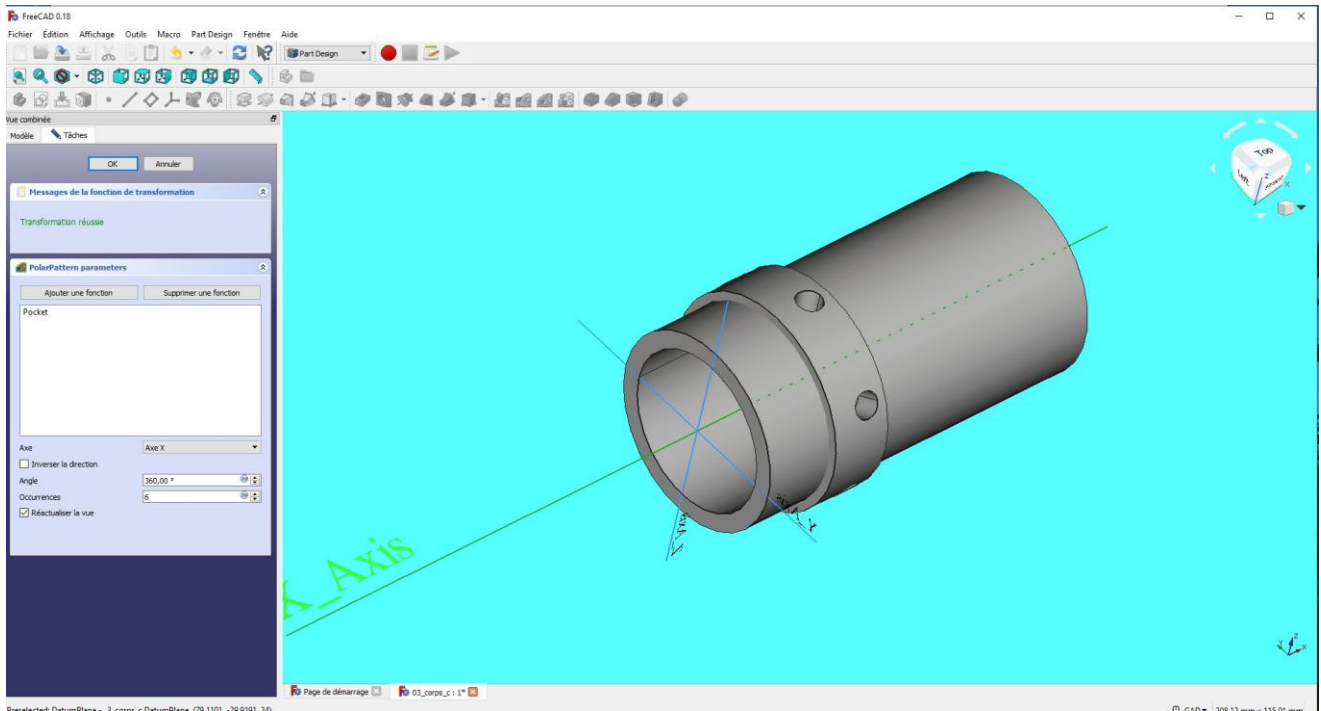 FreeCAD 0.18
Fichier Édition Affichage Outils Macro Part Design Fenêtre Aide
Part Design
Vue combinée
Modèle Tâches
OK Annuler
Messages de la fonction de transformation
Transformation réussie
PolarPattern parameters
Ajouter une fonction Supprimer une fonction
Pocket
Axe Axe X
Inverser la direction
Angle 360,00 °
Occurrences 6
Réactualiser la vue
Top
Left
X_Axis
Page de démarrage 03_corps_c : 1*
CAD